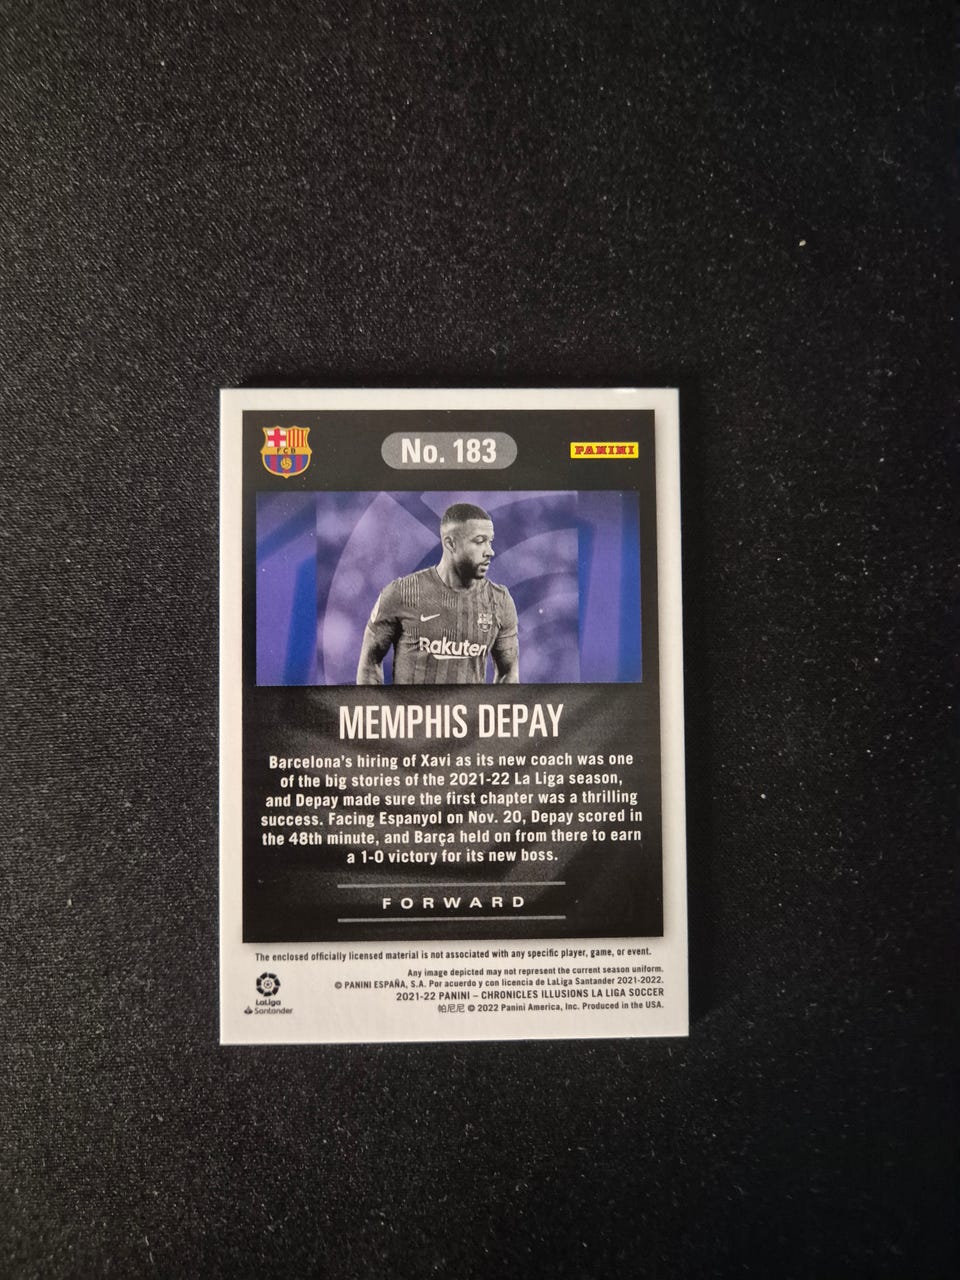 FCB
No. 183
PANINI
Rakuten
MEMPHIS DEPAY
Barcelona's hiring of Xavi as its new coach was one
of the big stories of the 2021-22 La Liga season,
and Depay made sure the first chapter was a thrilling
success. Facing Espanyol on Nov. 20, Depay scored in
the 48th minute, and Barça held on from there to earn
a 1-0 victory for its new boss.
FORWARD
The enclosed officially licensed material is not associated with any specific player, game, or event.
Any image depicted may not represent the current season uniform.
© PANINI ESPAÑA, S.A. Por acuerdo y con licencia de LaLiga Santander 2021-2022.
2021-22 PANINI – CHRONICLES ILLUSIONS LA LIGA SOCCER
帕尼尼 © 2022 Panini America, Inc. Produced in the USA.
LaLiga
Santander